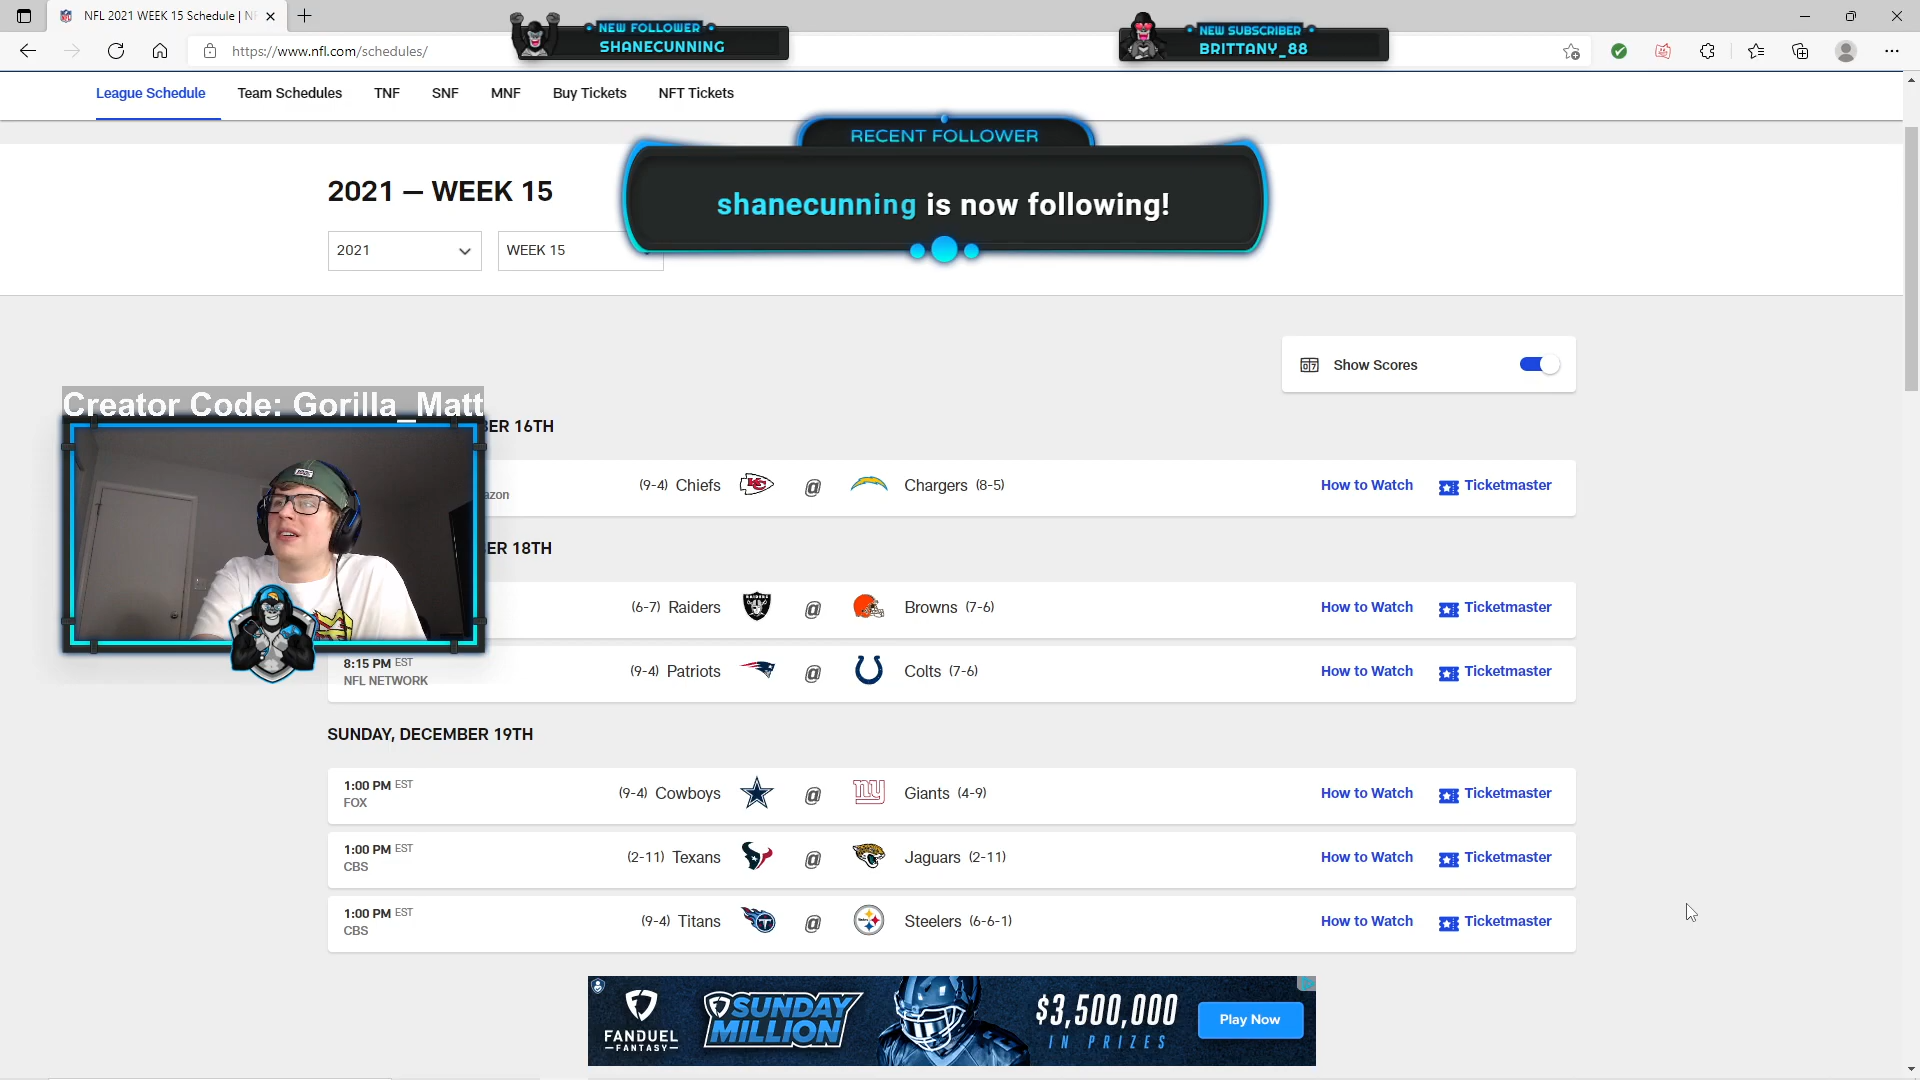 NFL 2021 WEEK 15 Schedule | NF
NEW FOLLOWER
SHANECUNNING
NEW SUBSCRIBER
BRITTANY_88
https://www.nfl.com/schedules/
League Schedule Team Schedules TNF SNF MNF Buy Tickets NFT Tickets
RECENT FOLLOWER
shanecunning is now following!
2021 — WEEK 15
2021 WEEK 15
Show Scores
Creator Code: Gorilla_Matt
BER 16TH
azon
(9-4) Chiefs @ Chargers (8-5) How to Watch Ticketmaster
ER 18TH
(6-7) Raiders @ Browns (7-6) How to Watch Ticketmaster
8:15 PM EST
NFL NETWORK
(9-4) Patriots @ Colts (7-6) How to Watch Ticketmaster
SUNDAY, DECEMBER 19TH
1:00 PM EST
FOX
(9-4) Cowboys @ Giants (4-9) How to Watch Ticketmaster
1:00 PM EST
CBS
(2-11) Texans @ Jaguars (2-11) How to Watch Ticketmaster
1:00 PM EST
CBS
(9-4) Titans @ Steelers (6-6-1) How to Watch Ticketmaster
FANDUEL
FANTASY
SUNDAY
MILLION
$3,500,000
IN PRIZES
Play Now